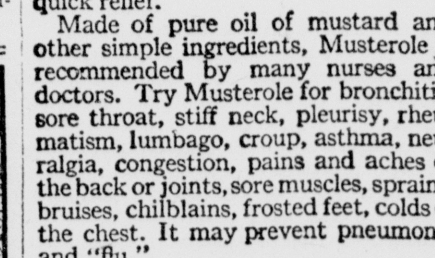 quick relief.
Made of pure oil of mustard an
other simple ingredients, Musterole
recommended by many nurses an
doctors. Try Musterole for bronchiti
sore throat, stiff neck, pleurisy, rheu
matism, lumbago, croup, asthma, neu
ralgia, congestion, pains and aches
the back or joints, sore muscles, sprain
bruises, chilblains, frosted feet, colds
the chest. It may prevent pneumon
and "flu."